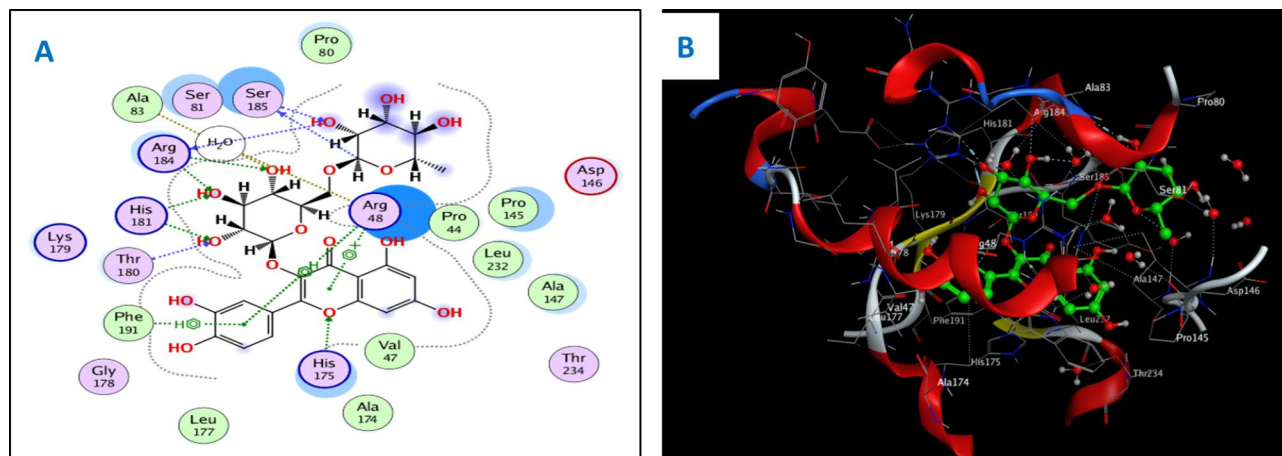 A
Pro
80
Ala
83
Ser
81
Ser
185
OH
HO
OH
OH
H
H
H₂O
Arg
184
OH
H
O
O
H
HO
H
O
H
Asp
146
His
181
H
O
Arg
48
Pro
44
Pro
145
Lys
179
HO
H
Thr
180
O
O
OH
Leu
232
Ala
147
HO
H
Phe
191
H
HO
O
OH
Val
47
Gly
178
His
175
Thr
234
Leu
177
Ala
174
B
Ala83
Pro80
Arg184
His181
Ser185
Ser81
Lys179
Val47
Phe191
Ala147
Asp146
Pro145
His175
Ala174
Thr234